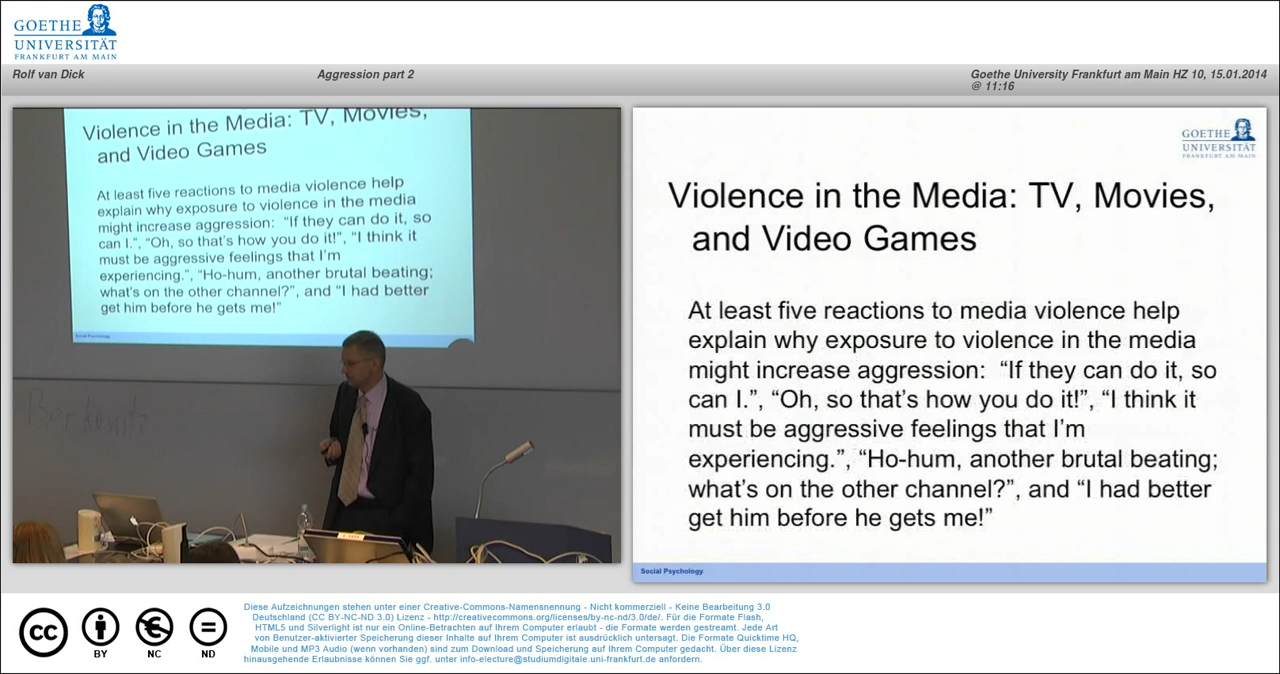 GOETHE
UNIVERSITÄT
FRANKFURT AM MAIN
Rolf van Dick
Aggression part 2
Goethe University Frankfurt am Main HZ 10, 15.01.2014
@ 11:16
Violence in the Media: TV, Movies,
and Video Games
At least five reactions to media violence help
explain why exposure to violence in the media
might increase aggression:  “If they can do it, so
can I.”, “Oh, so that’s how you do it!”, “I think it
must be aggressive feelings that I’m
experiencing.”, “Ho-hum, another brutal beating;
what’s on the other channel?”, and “I had better
get him before he gets me!”
Social Psychology
Berkowitz
GOETHE
UNIVERSITÄT
FRANKFURT AM MAIN
Violence in the Media: TV, Movies,
and Video Games
At least five reactions to media violence help
explain why exposure to violence in the media
might increase aggression:  “If they can do it, so
can I.”, “Oh, so that’s how you do it!”, “I think it
must be aggressive feelings that I’m
experiencing.”, “Ho-hum, another brutal beating;
what’s on the other channel?”, and “I had better
get him before he gets me!”
Social Psychology
cc
BY
NC
ND
Diese Aufzeichnungen stehen unter einer Creative-Commons-Namensnennung - Nicht kommerziell - Keine Bearbeitung 3.0
Deutschland (CC BY-NC-ND 3.0) Lizenz - http://creativecommons.org/licenses/by-nc-nd/3.0/de/. Für die Formate Flash,
HTML5 und Silverlight ist nur ein Online-Betrachten auf Ihrem Computer erlaubt - die Formate werden gestreamt. Jede Art
von Benutzer-aktivierter Speicherung dieser Inhalte auf Ihrem Computer ist ausdrücklich untersagt. Die Formate Quicktime HQ,
Mobile und MP3 Audio (wenn vorhanden) sind zum Download und Speicherung auf Ihrem Computer gedacht. Über diese Lizenz
hinausgehende Erlaubnisse können Sie ggf. unter info-electure@studiumdigitale.uni-frankfurt.de anfordern.